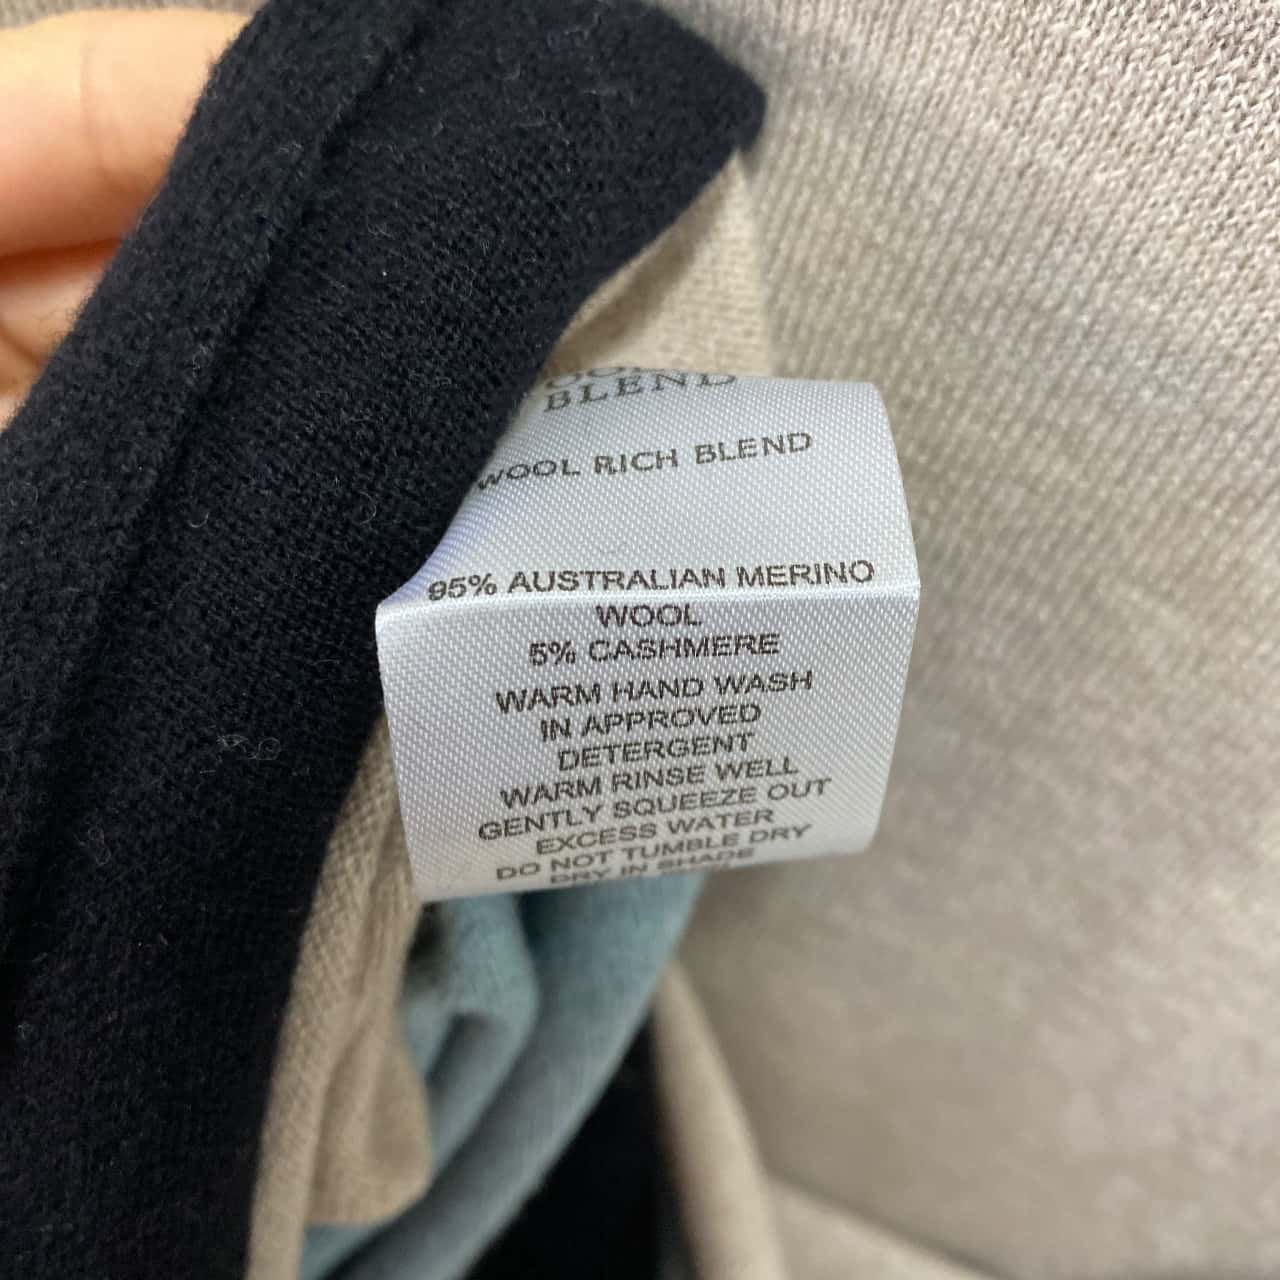 BLEND
WOOL RICH BLEND
95% AUSTRALIAN MERINO
WOOL
5% CASHMERE
WARM HAND WASH
IN APPROVED
DETERGENT
WARM RINSE WELL
GENTLY SQUEEZE OUT
EXCESS WATER
DO NOT TUMBLE DRY
DRY IN SHADE